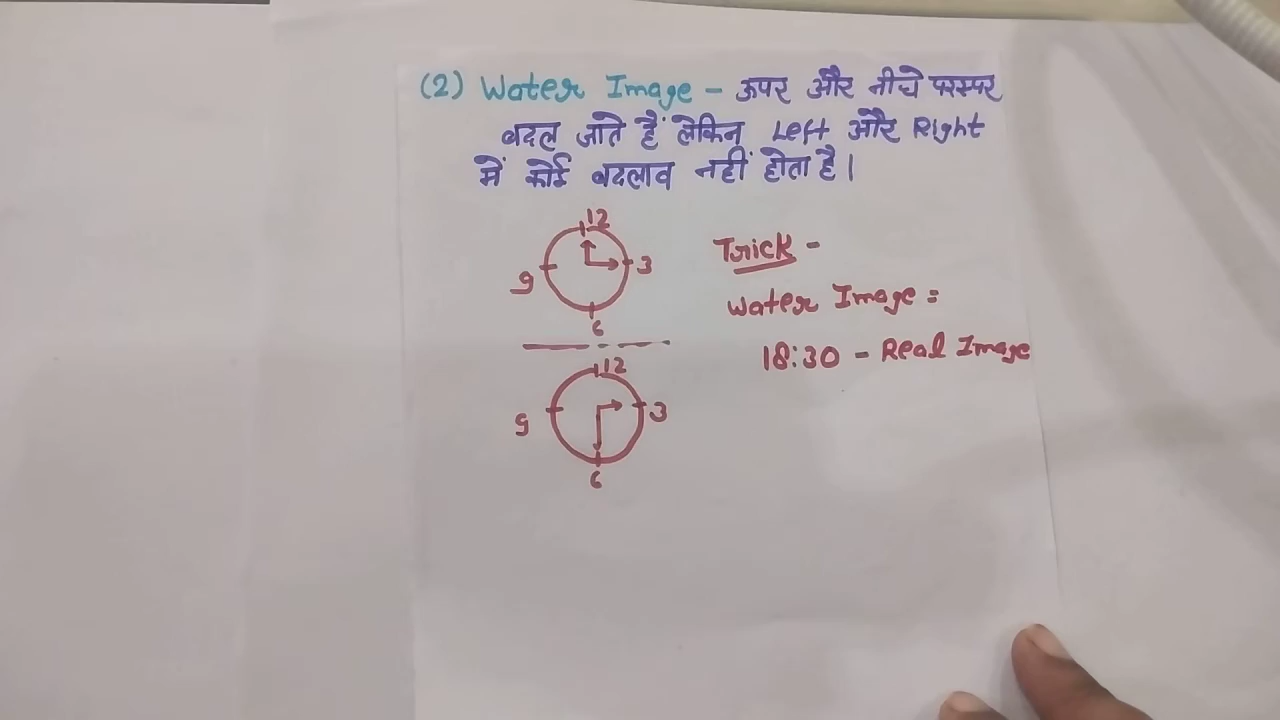 (2) Water Image - ऊपर और नीचे परस्पर
बदल जाते हैं लेकिन Left और Right
में कोई बदलाव नहीं होता है।
12
9 3
6
Trick -
Water Image =
18:30 - Real Image
12
9 3
6